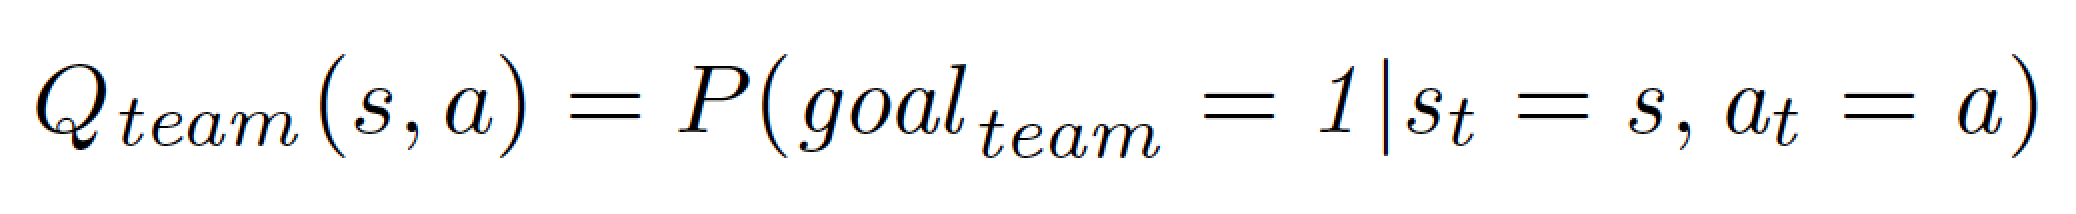 Q_{team}(s, a) = P(goal_{team} = 1|s_t = s, a_t = a)